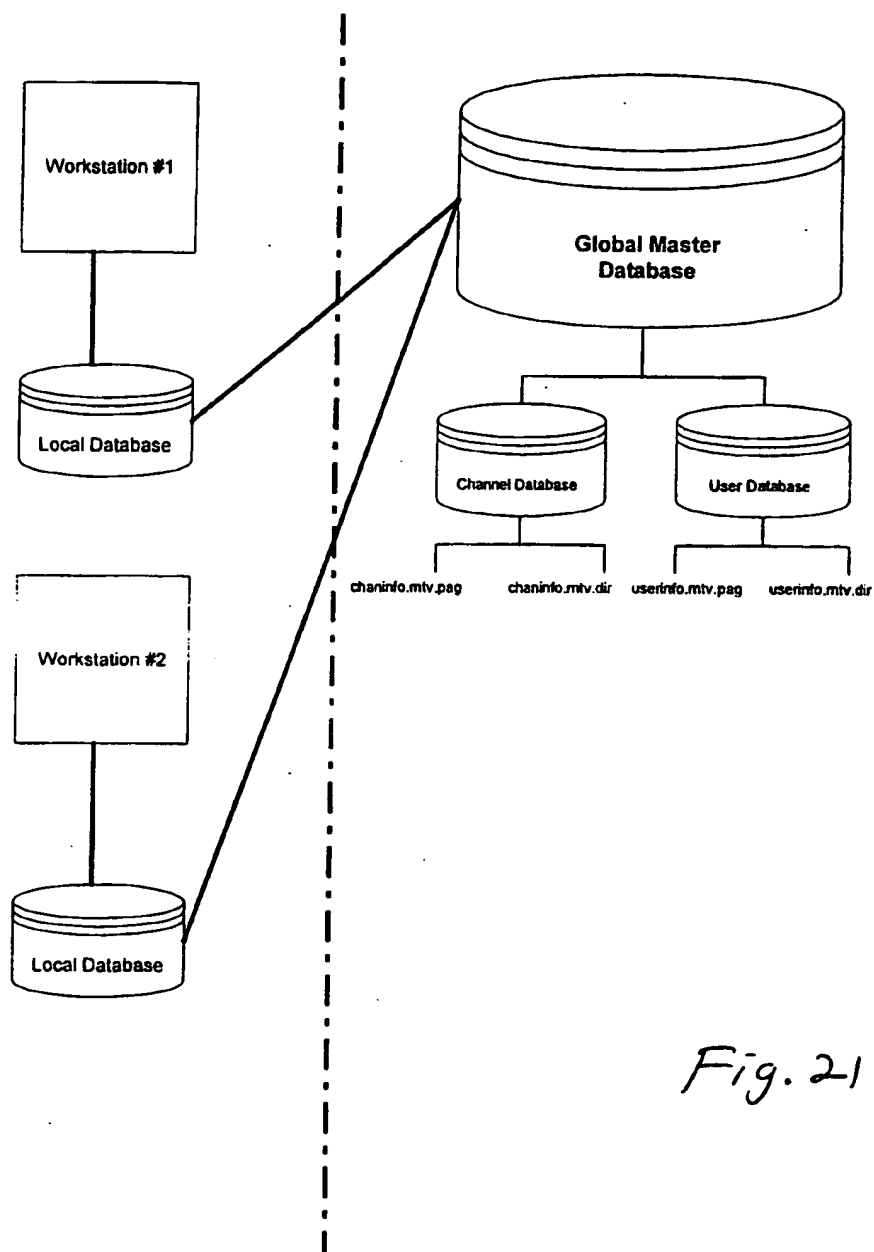 Workstation #1
Local Database
Workstation #2
Local Database
Global Master
Database
Channel Database
User Database
chaninfo.mtv.pag
chaninfo.mtv.dir
userinfo.mtv.pag
userinfo.mtv.dir
Fig. 21